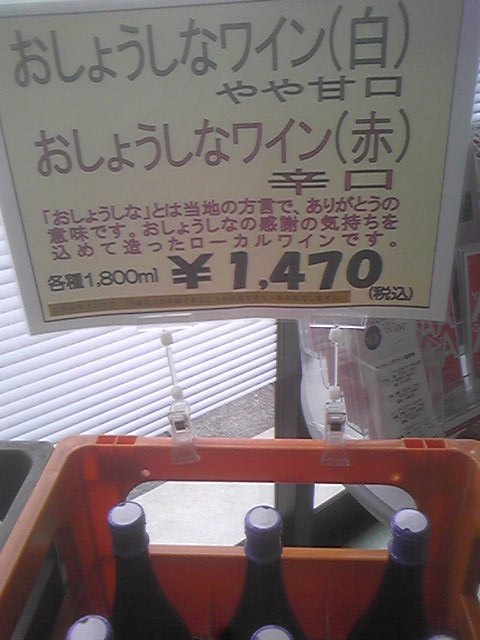 おしょうしなワイン(白)
やや甘口
おしょうしなワイン(赤)
辛口
「おしょうしな」とは当地の方言で、ありがとうの
意味です。おしょうしなの感謝の気持ちを
込めて造ったローカルワインです。
各種1,800ml ¥1,470
(税込)
Wine